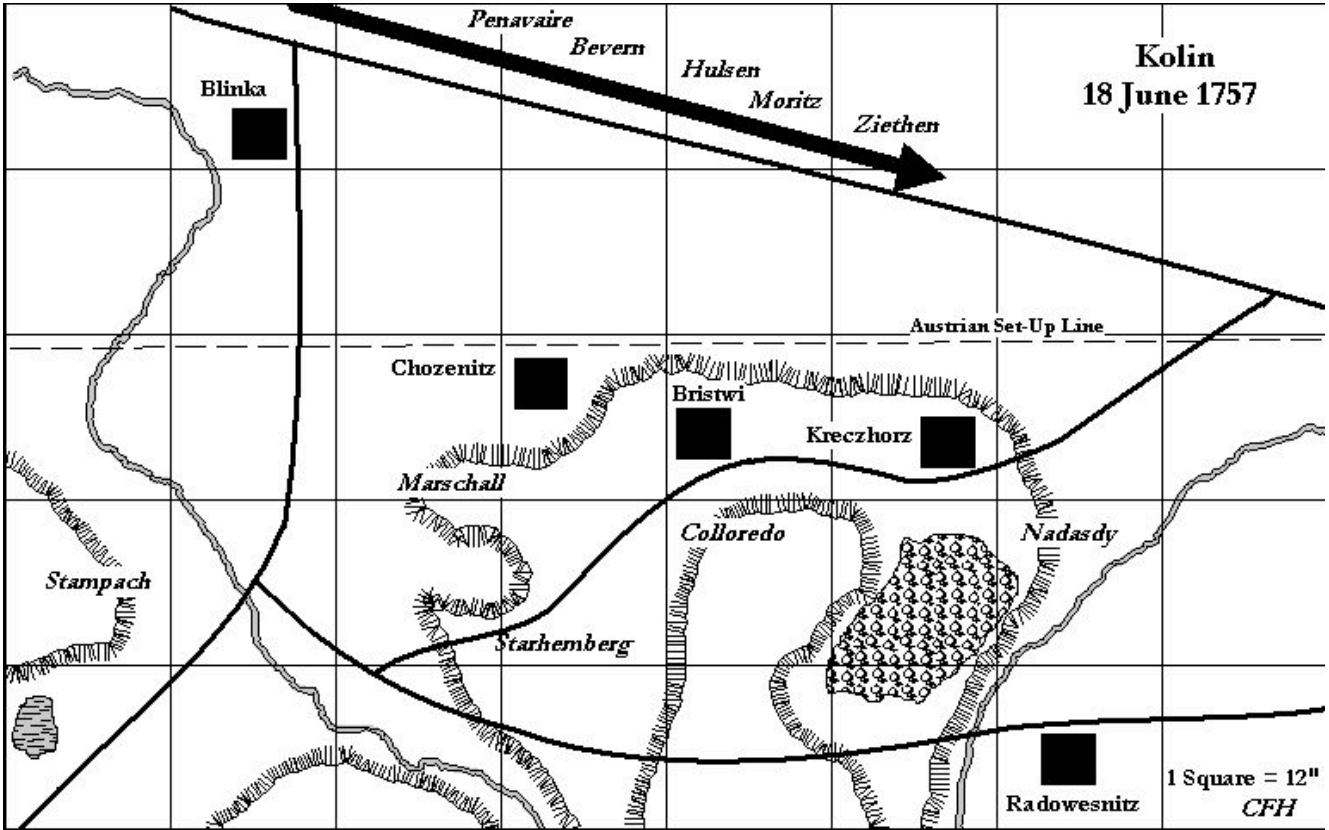 Penavaire
Bevern
Kolin
18 June 1757
Hulsen
Moritz
Ziethen
Blinka
Austrian Set-Up Line
Chozenitz
Bristwi
Kreczhorz
Marschall
Colloredo
Nadasdy
Stampach
Starhemberg
1 Square = 12"
Radowesnitz
CFH